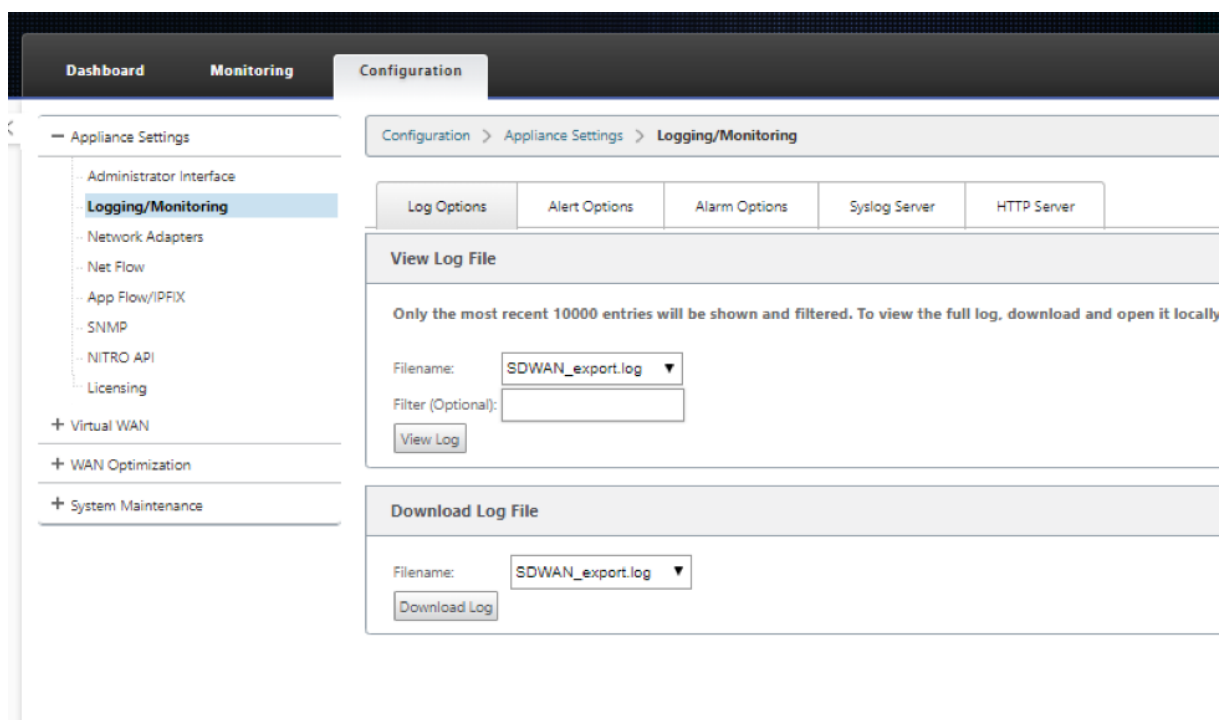 Dashboard
Monitoring
Configuration
Appliance Settings
Administrator Interface
Logging/Monitoring
Network Adapters
Net Flow
App Flow/IPFIX
SNMP
NITRO API
Licensing
Virtual WAN
WAN Optimization
System Maintenance
Configuration > Appliance Settings > Logging/Monitoring
Log Options
Alert Options
Alarm Options
Syslog Server
HTTP Server
View Log File
Only the most recent 10000 entries will be shown and filtered. To view the full log, download and open it locally
Filename: SDWAN_export.log
Filter (Optional):
View Log
Download Log File
Filename: SDWAN_export.log
Download Log